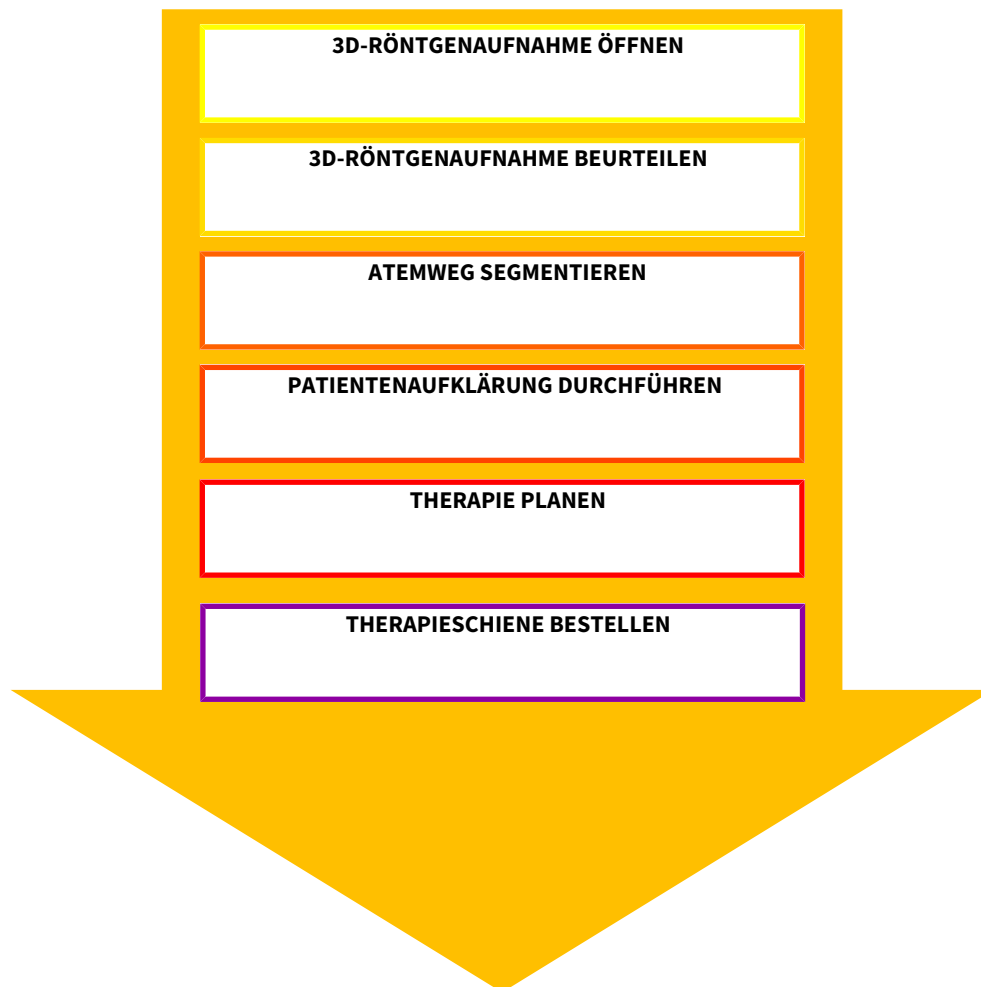 3D-RÖNTGENAUFNAHME ÖFFNEN
3D-RÖNTGENAUFNAHME BEURTEILEN
ATEMWEG SEGMENTIEREN
PATIENTENAUFKLÄRUNG DURCHFÜHREN
THERAPIE PLANEN
THERAPIESCHIENE BESTELLEN